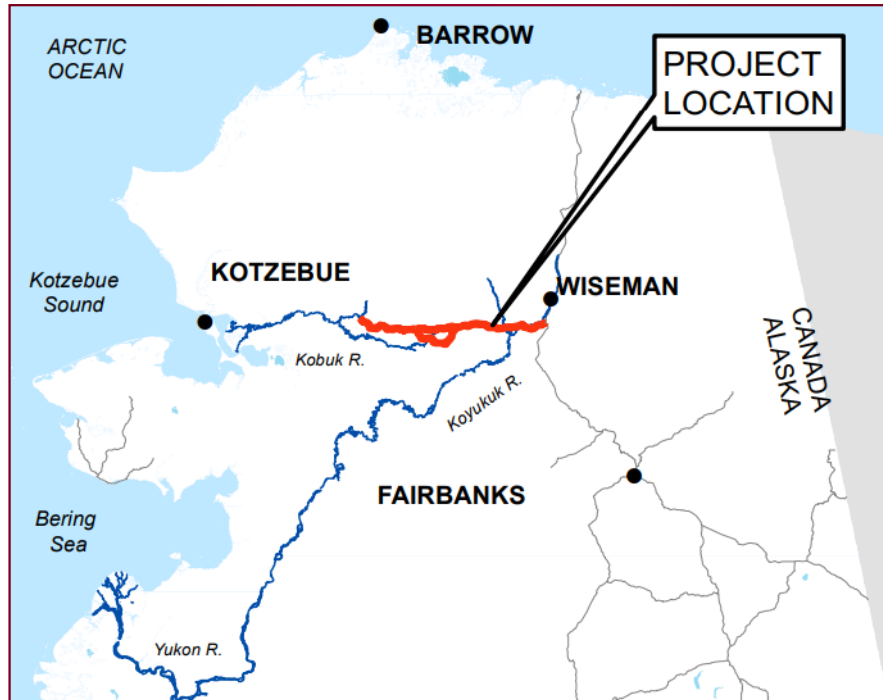 ARCTIC
OCEAN
BARROW
PROJECT
LOCATION
Kotzebue
Sound
KOTZEBUE
WISEMAN
Kobuk R.
Koyukuk R.
CANADA
ALASKA
FAIRBANKS
Bering
Sea
Yukon R.